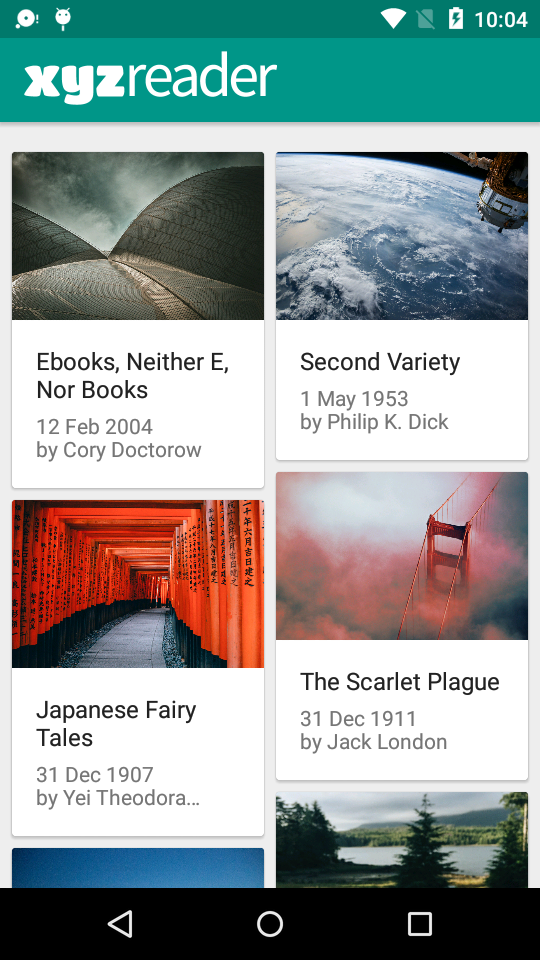 10:04
xyzreader
Ebooks, Neither E,
Nor Books
12 Feb 2004
by Cory Doctorow
Second Variety
1 May 1953
by Philip K. Dick
Japanese Fairy
Tales
31 Dec 1907
by Yei Theodora…
The Scarlet Plague
31 Dec 1911
by Jack London